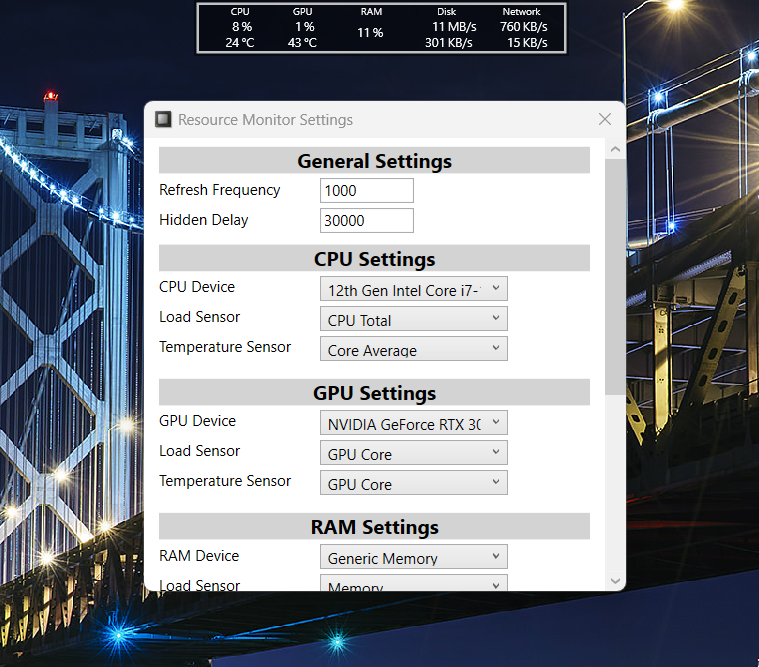 CPU GPU RAM Disk Network
8 % 1 % 11 % 11 MB/s 760 KB/s
24 °C 43 °C 301 KB/s 15 KB/s
Resource Monitor Settings
General Settings
Refresh Frequency 1000
Hidden Delay 30000
CPU Settings
CPU Device 12th Gen Intel Core i7-
Load Sensor CPU Total
Temperature Sensor Core Average
GPU Settings
GPU Device NVIDIA GeForce RTX 30
Load Sensor GPU Core
Temperature Sensor GPU Core
RAM Settings
RAM Device Generic Memory
Load Sensor Memory